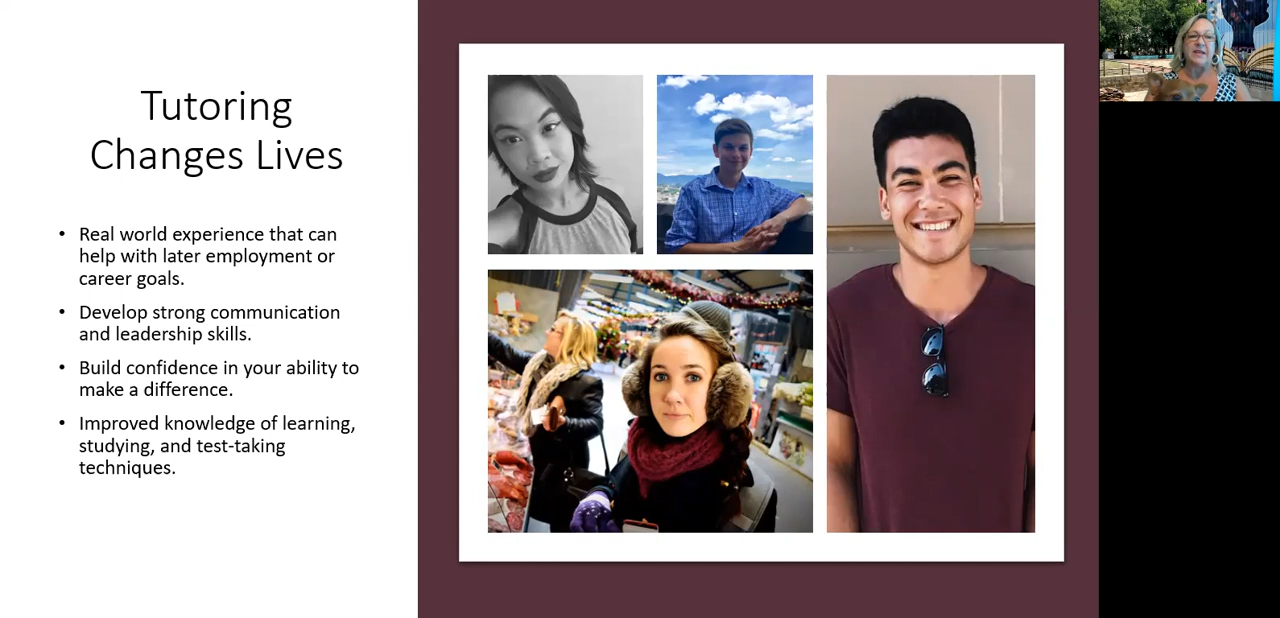 Tutoring
Changes Lives
• Real world experience that can
help with later employment or
career goals.
• Develop strong communication
and leadership skills.
• Build confidence in your ability to
make a difference.
• Improved knowledge of learning,
studying, and test-taking
techniques.